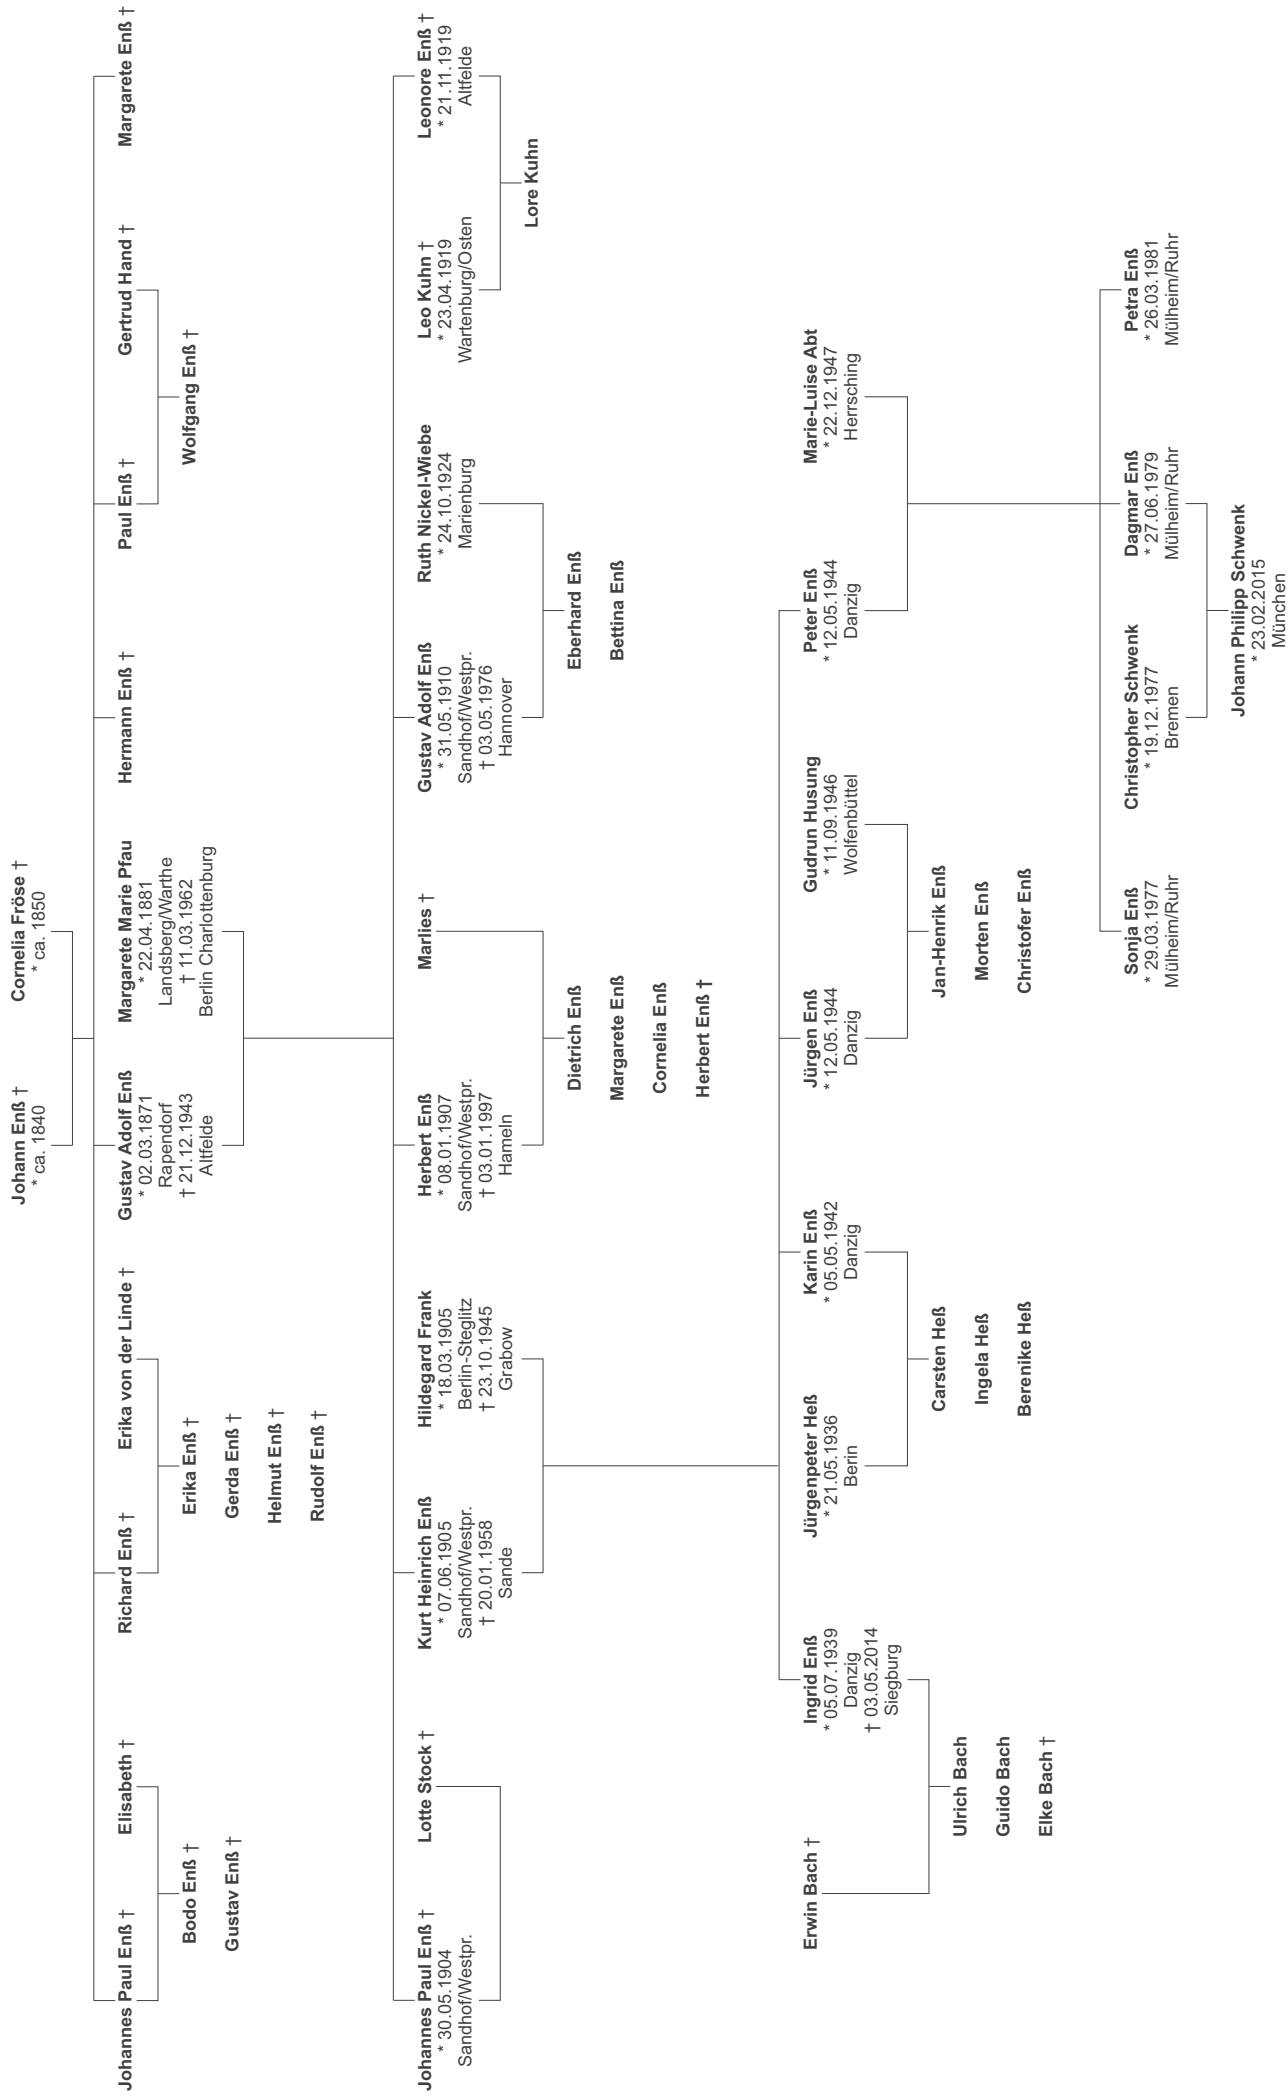 Johann Enß †
* ca. 1840
Cornelia Fröse †
* ca. 1850
Johannes Paul Enß †
Elisabeth †
Bodo Enß †
Gustav Enß †
Richard Enß †
Erika von der Linde †
Erika Enß †
Gerda Enß †
Helmut Enß †
Rudolf Enß †
Gustav Adolf Enß
* 02.03.1871
Rapendorf
† 21.12.1943
Altfelde
Margarete Marie Pfau
* 22.04.1881
Landsberg/Warthe
† 11.03.1962
Berlin Charlottenburg
Hermann Enß †
Paul Enß †
Gertrud Hand †
Wolfgang Enß †
Margarete Enß †
Johannes Paul Enß †
* 30.05.1904
Sandhof/Westpr.
Lotte Stock †
Kurt Heinrich Enß
* 07.06.1905
Sandhof/Westpr.
† 20.01.1958
Sande
Hildegard Frank
* 18.03.1905
Berlin-Steglitz
† 23.10.1945
Grabow
Herbert Enß
* 08.01.1907
Sandhof/Westpr.
† 03.01.1997
Hameln
Marlies †
Dietrich Enß
Margarete Enß
Cornelia Enß
Herbert Enß †
Gustav Adolf Enß
* 31.05.1910
Sandhof/Westpr.
† 03.05.1976
Hannover
Ruth Nickel-Wiebe
* 24.10.1924
Marienburg
Eberhard Enß
Bettina Enß
Leo Kuhn †
* 23.04.1919
Wartenburg/Osten
Leonore Enß †
* 21.11.1919
Altfelde
Lore Kuhn
Erwin Bach †
Ingrid Enß
* 05.07.1939
Danzig
† 03.05.2014
Siegburg
Ulrich Bach
Guido Bach
Elke Bach †
Jürgenpeter Heß
* 21.05.1936
Berin
Karin Enß
* 05.05.1942
Danzig
Carsten Heß
Ingela Heß
Berenike Heß
Jürgen Enß
* 12.05.1944
Danzig
Gudrun Husung
* 11.09.1946
Wolfenbüttel
Jan-Henrik Enß
Morten Enß
Christofer Enß
Peter Enß
* 12.05.1944
Danzig
Marie-Luise Abt
* 22.12.1947
Herrsching
Sonja Enß
* 29.03.1977
Mülheim/Ruhr
Christopher Schwenk
* 19.12.1977
Bremen
Dagmar Enß
* 27.06.1979
Mülheim/Ruhr
Petra Enß
* 26.03.1981
Mülheim/Ruhr
Johann Philipp Schwenk
* 23.02.2015
München